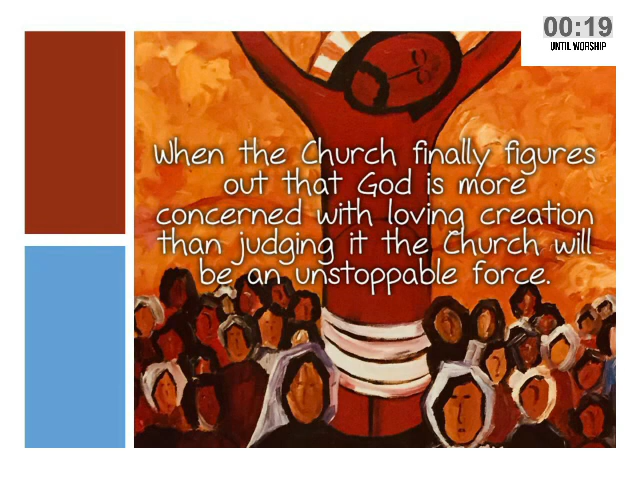 00:19
UNTIL WORSHIP
When the Church finally figures
out that God is more
concerned with loving creation
than judging it the Church will
be an unstoppable force.